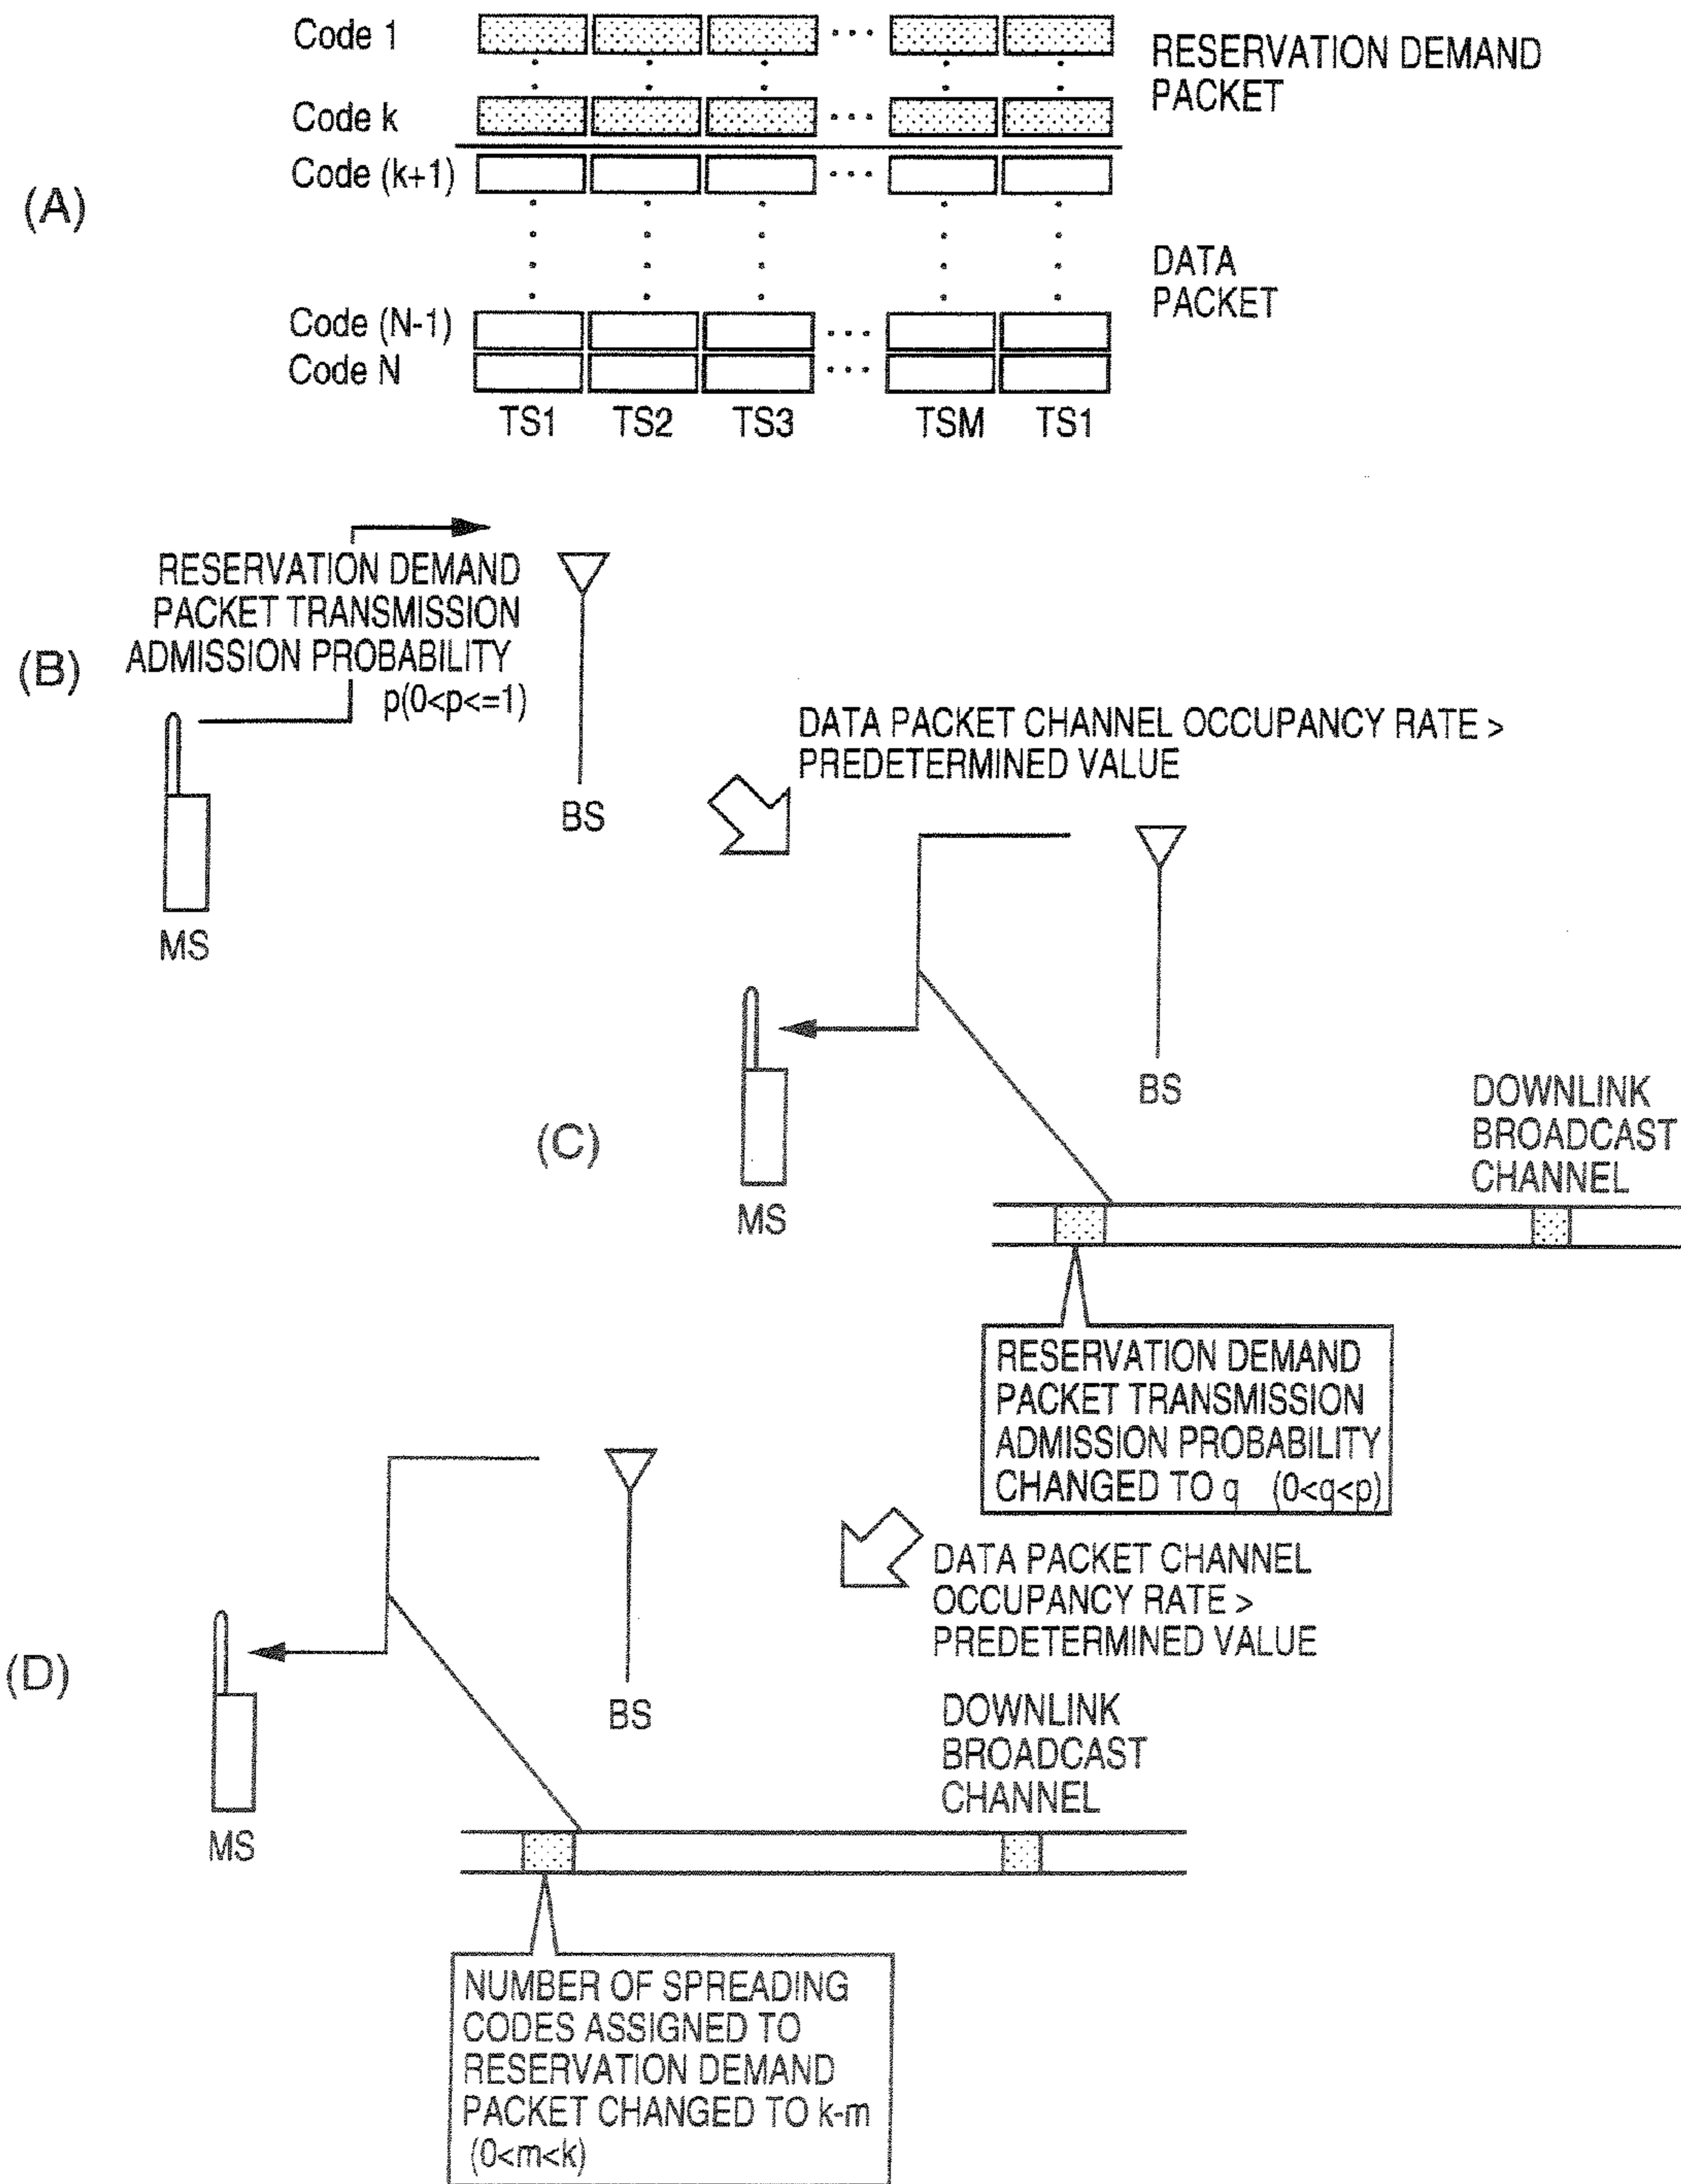 Code 1
...
RESERVATION DEMAND
PACKET
Code k
...
Code (k+1)
...
(A)
DATA
PACKET
Code (N-1)
...
Code N
...
TS1 TS2 TS3 TSM TS1
RESERVATION DEMAND
PACKET TRANSMISSION
ADMISSION PROBABILITY
p(0<p<=1)
(B)
BS
MS
DATA PACKET CHANNEL OCCUPANCY RATE >
PREDETERMINED VALUE
(C)
BS
MS
DOWNLINK
BROADCAST
CHANNEL
RESERVATION DEMAND
PACKET TRANSMISSION
ADMISSION PROBABILITY
CHANGED TO q (0<q<p)
DATA PACKET CHANNEL
OCCUPANCY RATE >
PREDETERMINED VALUE
(D)
BS
MS
DOWNLINK
BROADCAST
CHANNEL
NUMBER OF SPREADING
CODES ASSIGNED TO
RESERVATION DEMAND
PACKET CHANGED TO k-m
(0<m<k)